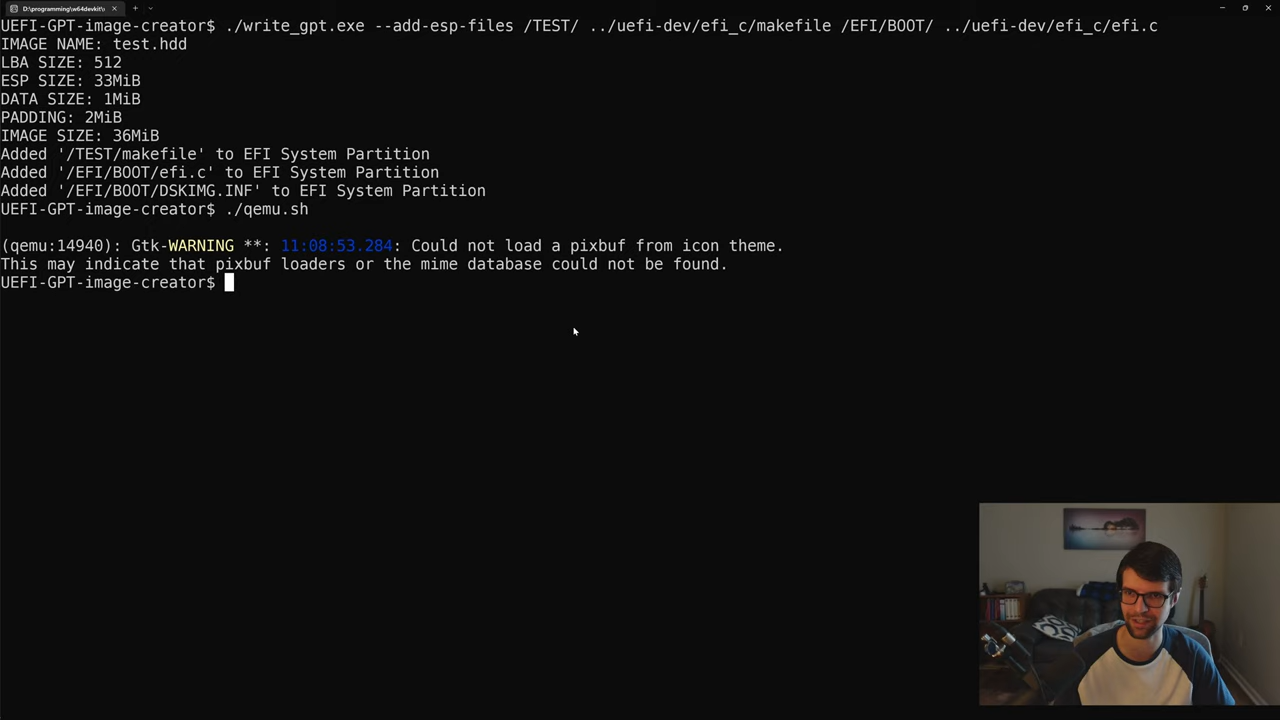 D:\programming\w64devkit\
UEFI-GPT-image-creator$ ./write_gpt.exe --add-esp-files /TEST/ ../uefi-dev/efi_c/makefile /EFI/BOOT/ ../uefi-dev/efi_c/efi.c
IMAGE NAME: test.hdd
LBA SIZE: 512
ESP SIZE: 33MiB
DATA SIZE: 1MiB
PADDING: 2MiB
IMAGE SIZE: 36MiB
Added '/TEST/makefile' to EFI System Partition
Added '/EFI/BOOT/efi.c' to EFI System Partition
Added '/EFI/BOOT/DSKIMG.INF' to EFI System Partition
UEFI-GPT-image-creator$ ./qemu.sh
(qemu:14940): Gtk-WARNING **: 11:08:53.284: Could not load a pixbuf from icon theme.
This may indicate that pixbuf loaders or the mime database could not be found.
UEFI-GPT-image-creator$